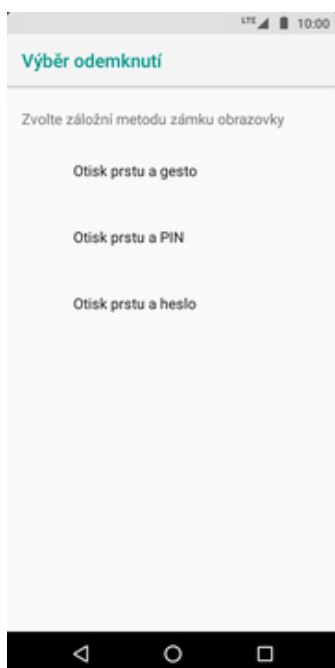 LTE 10:00
Výběr odemknutí
Zvolte záložní metodu zámku obrazovky
Otisk prstu a gesto
Otisk prstu a PIN
Otisk prstu a heslo